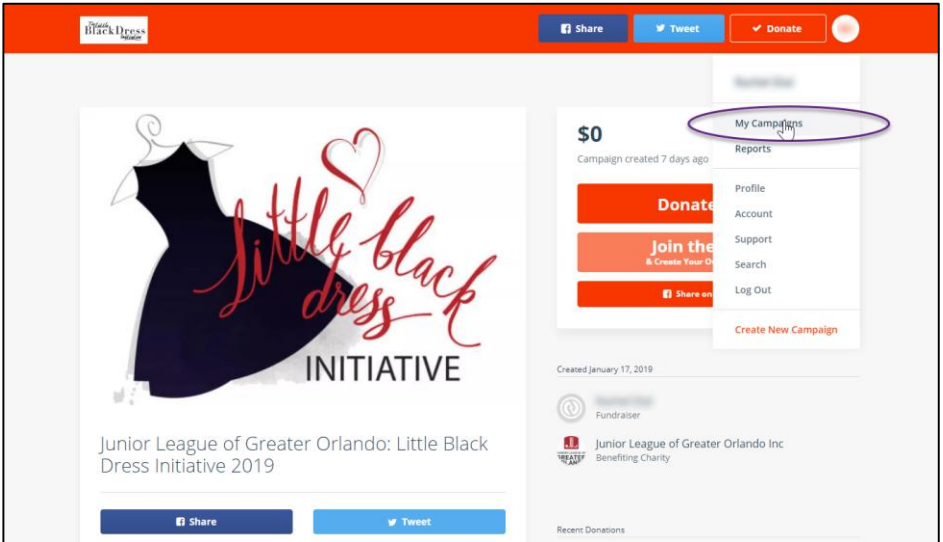 The Little
Black Dress
Initiative
Share
Tweet
Donate
My Campaigns
Reports
Profile
Account
Support
Search
Log Out
Create New Campaign
Little black
dress
INITIATIVE
$0
Campaign created 7 days ago
Donate
Join the
& Create Your
Share on
Created January 17, 2019
Fundraiser
Junior League of Greater Orlando Inc
Benefiting Charity
Recent Donations
Junior League of Greater Orlando: Little Black
Dress Initiative 2019
Share
Tweet